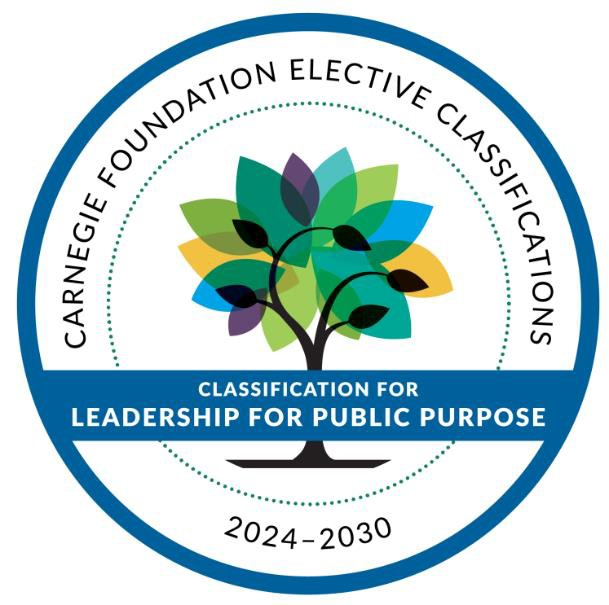 CARNEGIE FOUNDATION ELECTIVE CLASSIFICATIONS
CLASSIFICATION FOR
LEADERSHIP FOR PUBLIC PURPOSE
2024–2030